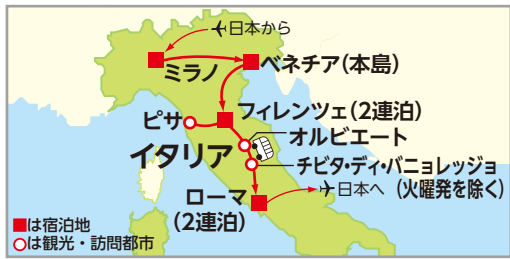 日本から
ミラノ
ベネチア(本島)
フィレンツェ(2連泊)
ピサ
オルビエート
イタリア
チビタ・ディ・バニョレッジョ
ローマ
(2連泊)
日本へ(火曜発を除く)
■は宿泊地
○は観光・訪問都市